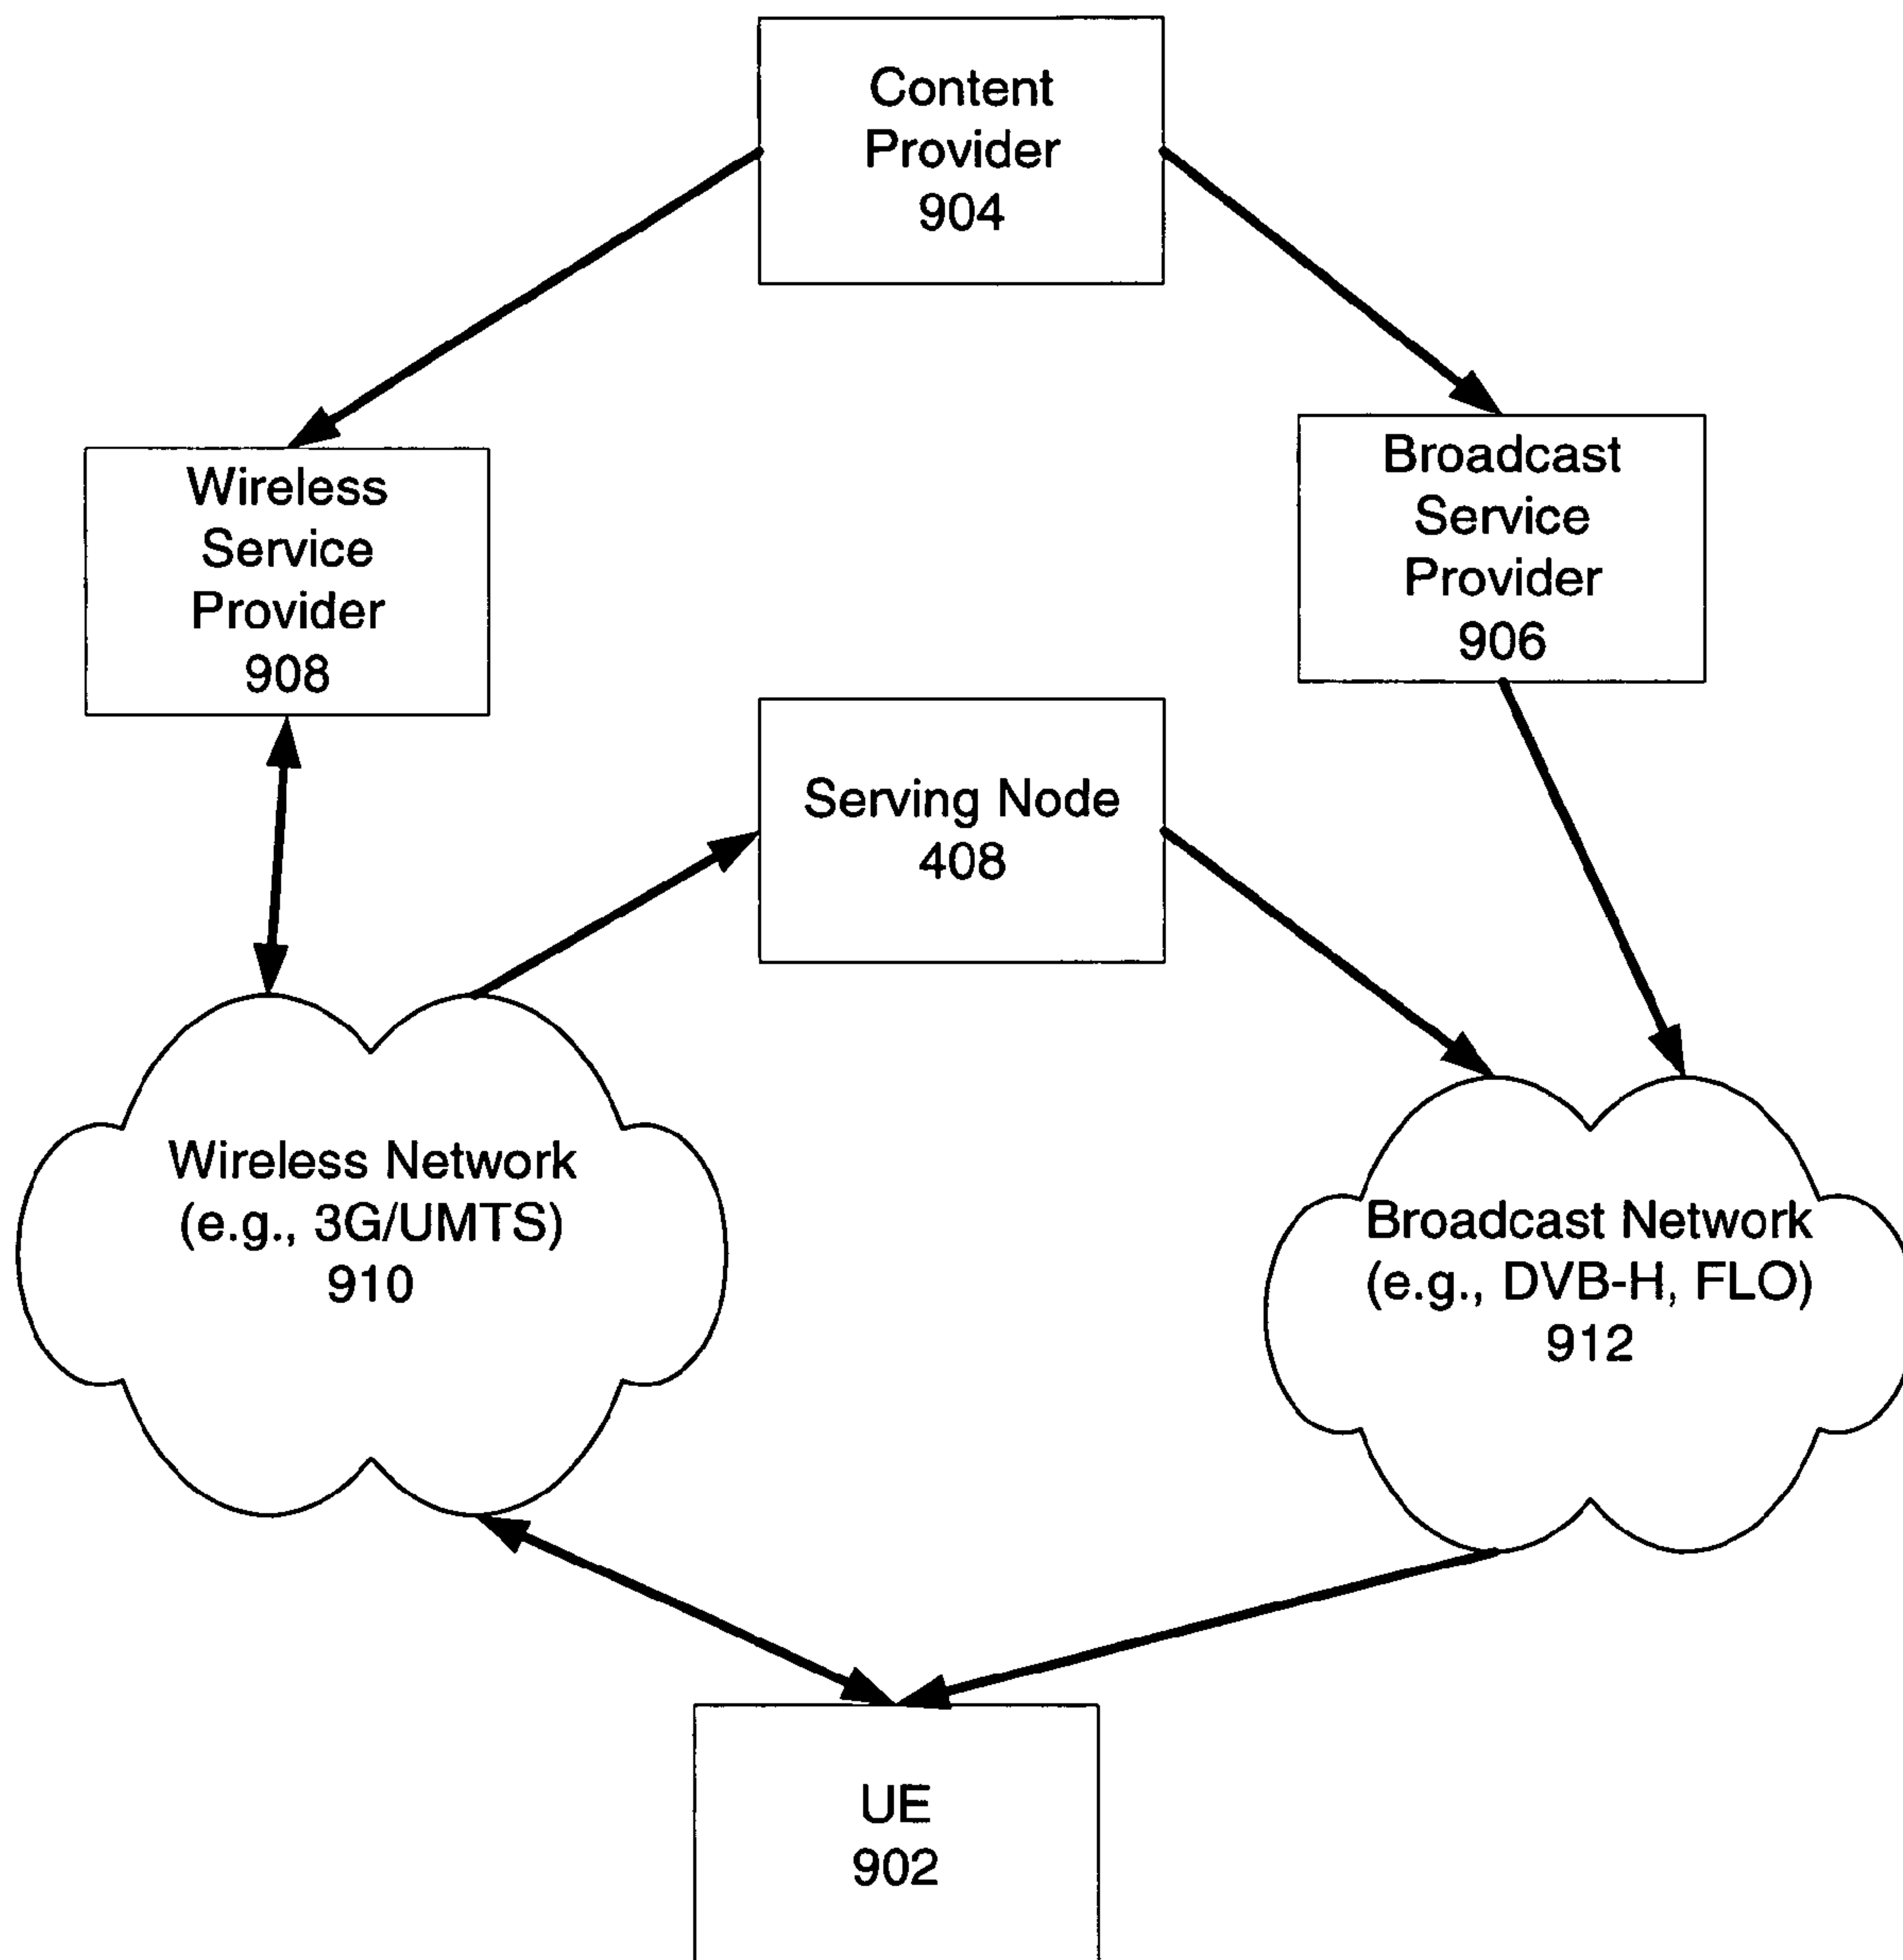 Content
Provider
904
Wireless
Service
Provider
908
Broadcast
Service
Provider
906
Serving Node
408
Wireless Network
(e.g., 3G/UMTS)
910
Broadcast Network
(e.g., DVB-H, FLO)
912
UE
902